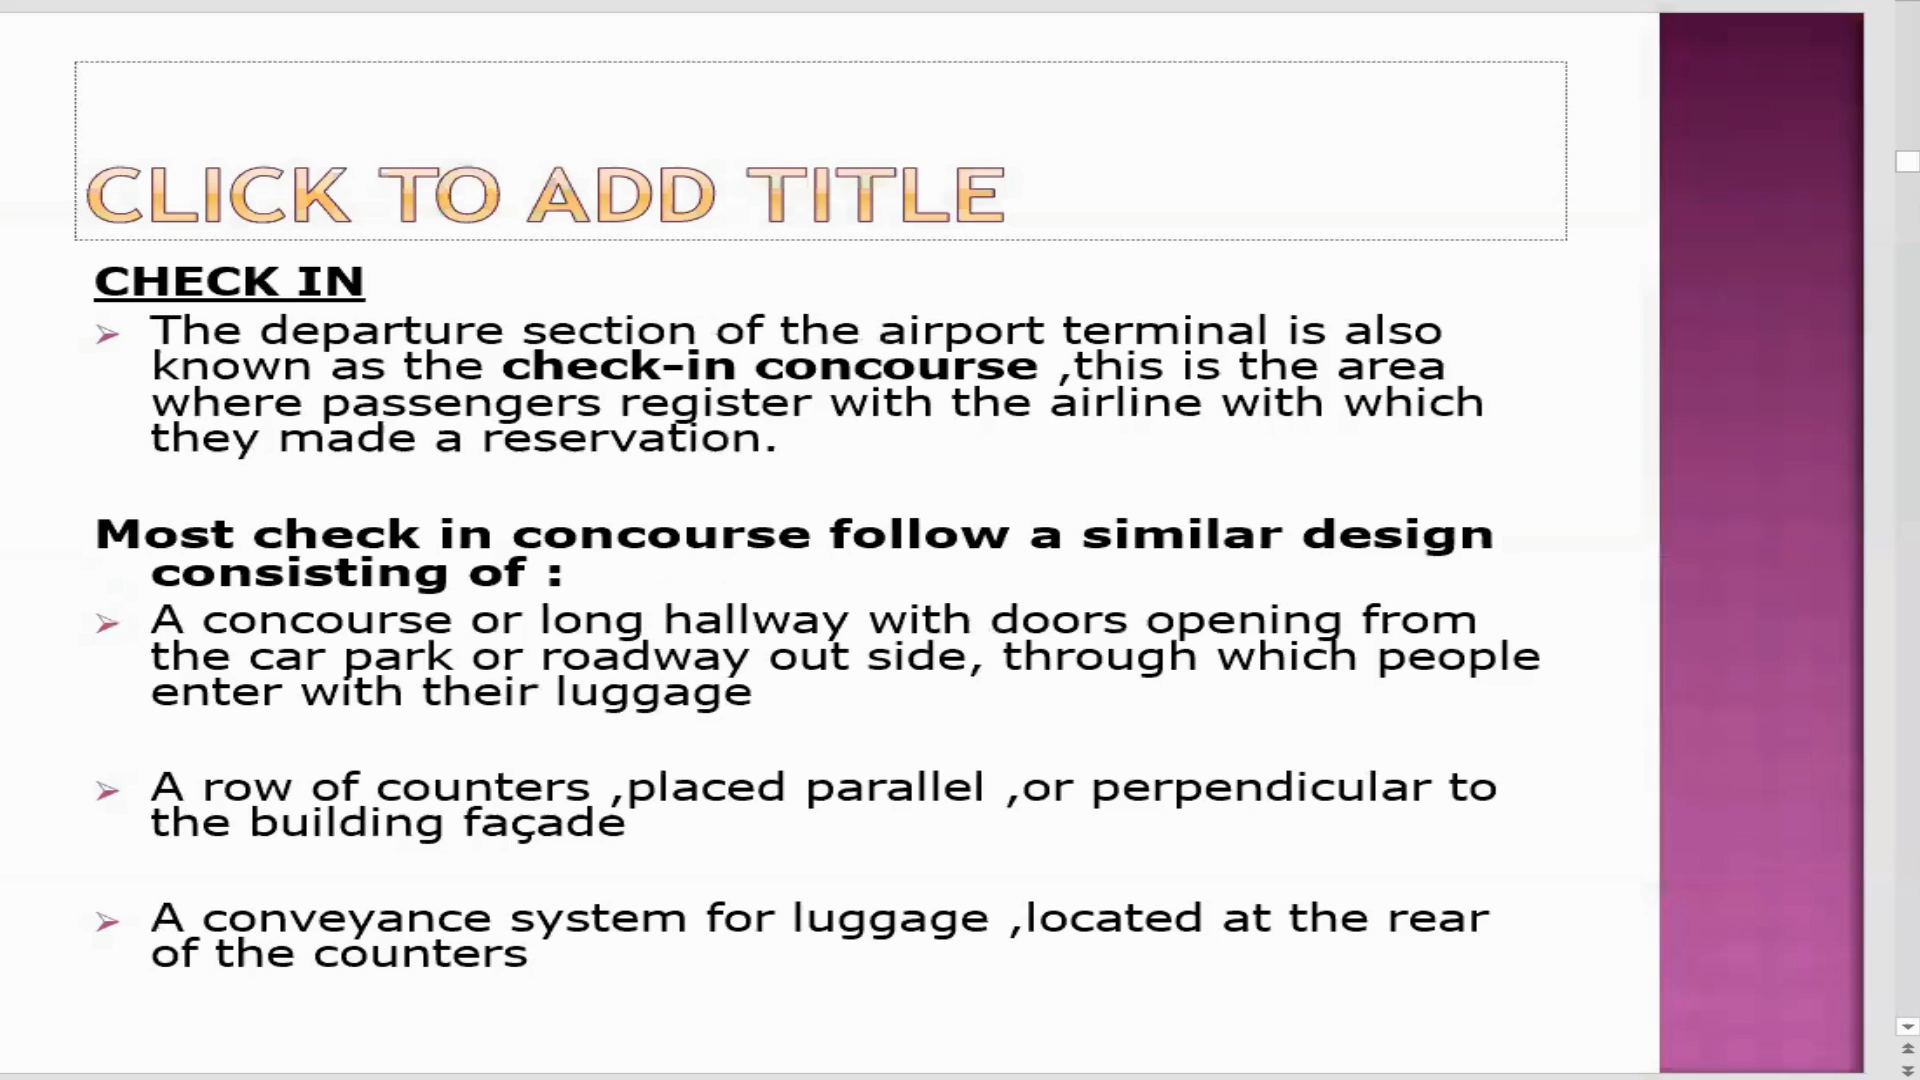 CLICK TO ADD TITLE
CHECK IN
The departure section of the airport terminal is also
known as the check-in concourse ,this is the area
where passengers register with the airline with which
they made a reservation.
Most check in concourse follow a similar design
consisting of :
A concourse or long hallway with doors opening from
the car park or roadway out side, through which people
enter with their luggage
A row of counters ,placed parallel ,or perpendicular to
the building façade
A conveyance system for luggage ,located at the rear
of the counters